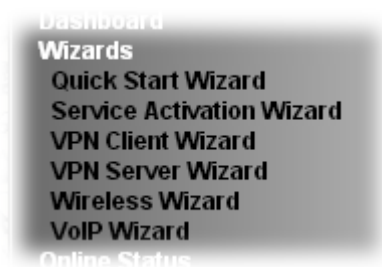 Dashboard
Wizards
Quick Start Wizard
Service Activation Wizard
VPN Client Wizard
VPN Server Wizard
Wireless Wizard
VoIP Wizard
Online Status